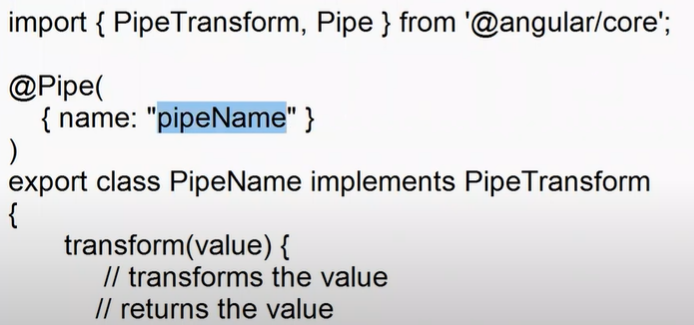 import { PipeTransform, Pipe } from '@angular/core';
@Pipe(
{ name: "pipeName" }
)
export class PipeName implements PipeTransform
{
transform(value) {
// transforms the value
// returns the value